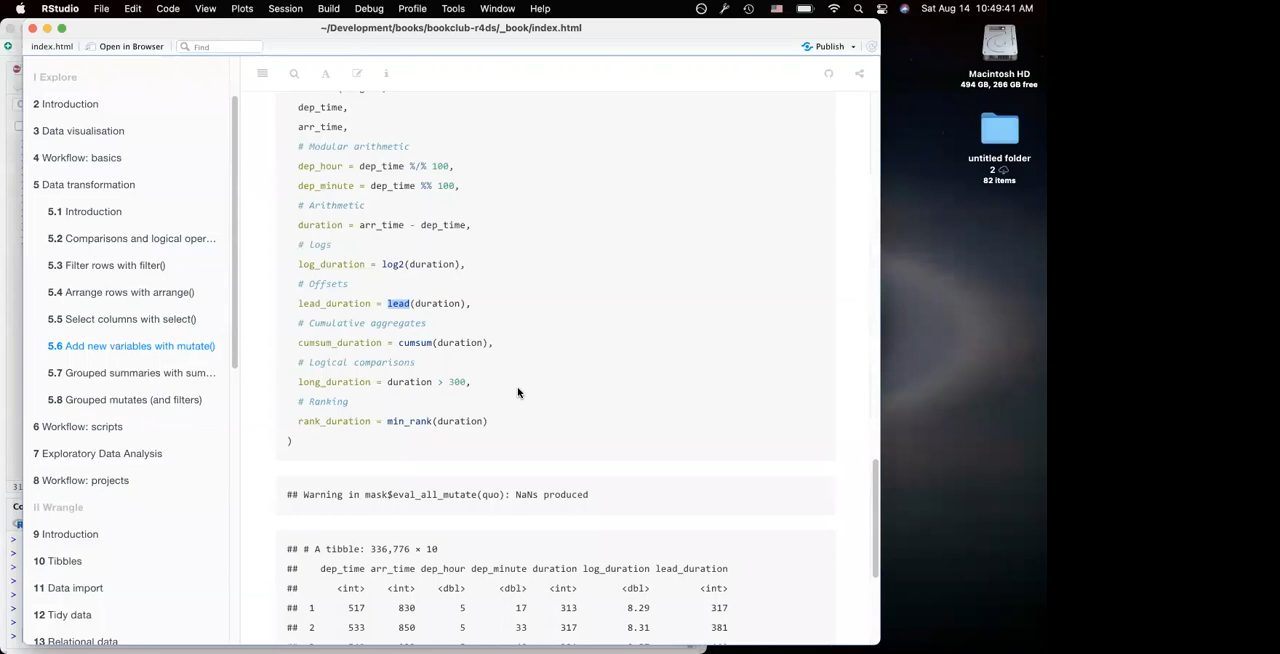 RStudio File Edit Code View Plots Session Build Debug Profile Tools Window Help Sat Aug 14 10:49:41 AM
~/Development/books/bookclub-r4ds/_book/index.html
index.html Open in Browser Find Publish
I Explore
2 Introduction
3 Data visualisation
4 Workflow: basics
5 Data transformation
5.1 Introduction
5.2 Comparisons and logical oper…
5.3 Filter rows with filter()
5.4 Arrange rows with arrange()
5.5 Select columns with select()
5.6 Add new variables with mutate()
5.7 Grouped summaries with sum…
5.8 Grouped mutates (and filters)
6 Workflow: scripts
7 Exploratory Data Analysis
8 Workflow: projects
II Wrangle
9 Introduction
10 Tibbles
11 Data import
12 Tidy data
13 Relational data
dep_time,
arr_time,
# Modular arithmetic
dep_hour = dep_time %/% 100,
dep_minute = dep_time %% 100,
# Arithmetic
duration = arr_time - dep_time,
# Logs
log_duration = log2(duration),
# Offsets
lead_duration = lead(duration),
# Cumulative aggregates
cumsum_duration = cumsum(duration),
# Logical comparisons
long_duration = duration > 300,
# Ranking
rank_duration = min_rank(duration)
)
## Warning in mask$eval_all_mutate(quo): NaNs produced
## # A tibble: 336,776 × 10
## dep_time arr_time dep_hour dep_minute duration log_duration lead_duration
## <int> <int> <dbl> <dbl> <int> <dbl> <int>
## 1 517 830 5 17 313 8.29 317
## 2 533 850 5 33 317 8.31 381
Macintosh HD
494 GB, 266 GB free
untitled folder
2
82 items
31
Co
>
>
>
>
>
>
>
>